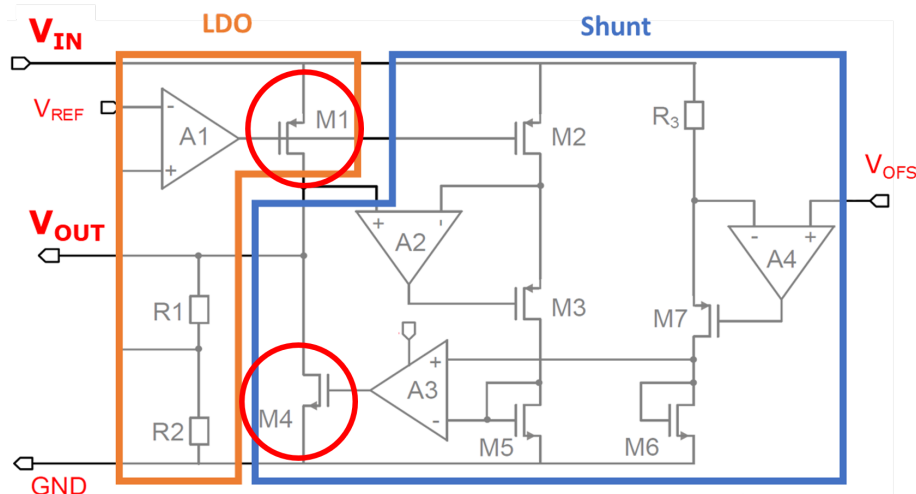 LDO
Shunt
VIN
VREF
- A1 +
M1
M2
R3
VOFS
VOUT
+ A2 -
- A4 +
R1
M3
M7
+ A3 -
M4
R2
M5
M6
GND